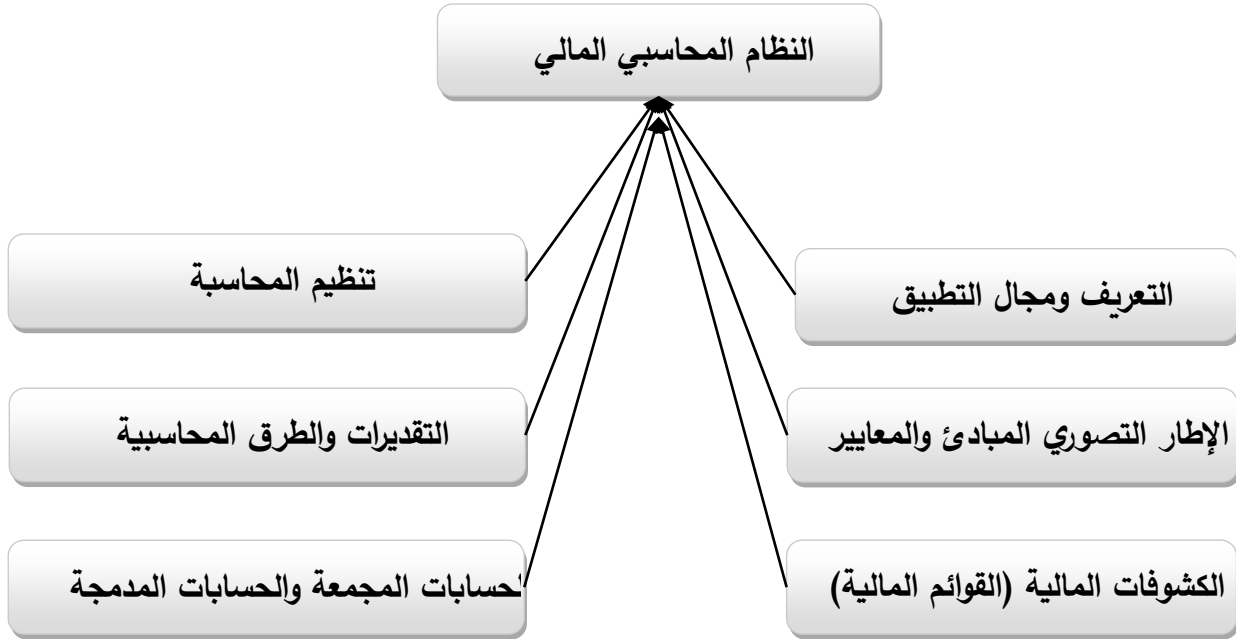 النظام المحاسبي المالي
التعريف ومجال التطبيق
تنظيم المحاسبة
الإطار التصوري المبادئ والمعايير
التقديرات والطرق المحاسبية
الكشوفات المالية (القوائم المالية)
لحسابات المجمعة والحسابات المدمجة